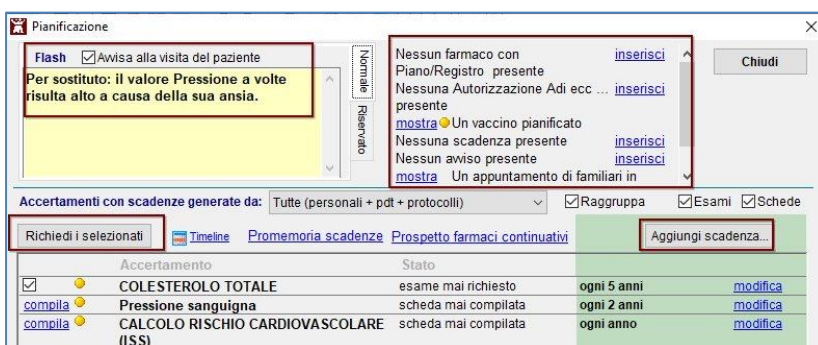 Pianificazione
Flash Avvisa alla visita del paziente
Per sostituto: il valore Pressione a volte
risulta alto a causa della sua ansia.
Normale
Riservato
Nessun farmaco con inserisci
Piano/Registro presente
Nessuna Autorizzazione Adi ecc ... inserisci
presente
mostra Un vaccino pianificato
Nessuna scadenza presente inserisci
Nessun avviso presente inserisci
mostra Un appuntamento di familiari in
Chiudi
Accertamenti con scadenze generate da: Tutte (personali + pdt + protocolli) Raggruppa Esami Schede
Richiedi i selezionati Timeline Promemoria scadenze Prospetto farmaci continuativi Aggiungi scadenza...
Accertamento Stato
COLESTEROLO TOTALE esame mai richiesto ogni 5 anni modifica
compila Pressione sanguigna scheda mai compilata ogni 2 anni modifica
compila CALCOLO RISCHIO CARDIOVASCOLARE scheda mai compilata ogni anno modifica
(ISS)